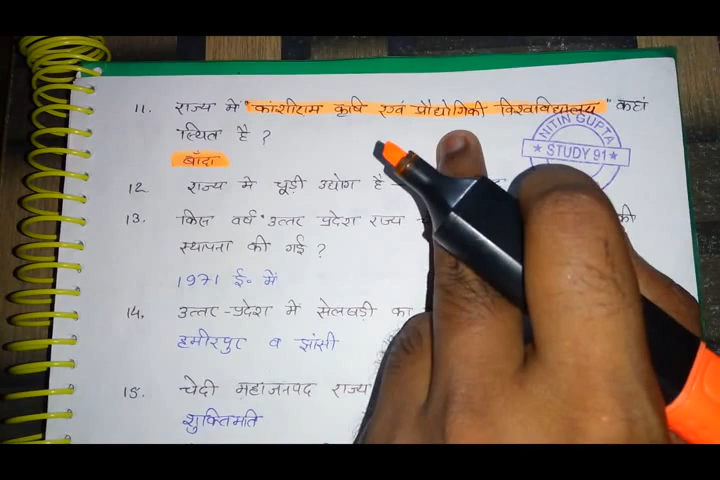 11. राज्य में "कांशीराम कृषि एवं प्रौद्योगिकी विश्वविद्यालय" कहां
स्थित है ?
बाँदा
NITIN GUPTA
★ STUDY 91 ★
12. राज्य मे चूड़ी उद्योग है -
13. किस वर्ष उत्तर प्रदेश राज्य की
स्थापना की गई ?
1971 ई० में
14. उत्तर-प्रदेश में सेलखड़ी का
हमीरपुर व झांसी
15. चेदी महाजनपद राज्य
शुक्तिमति